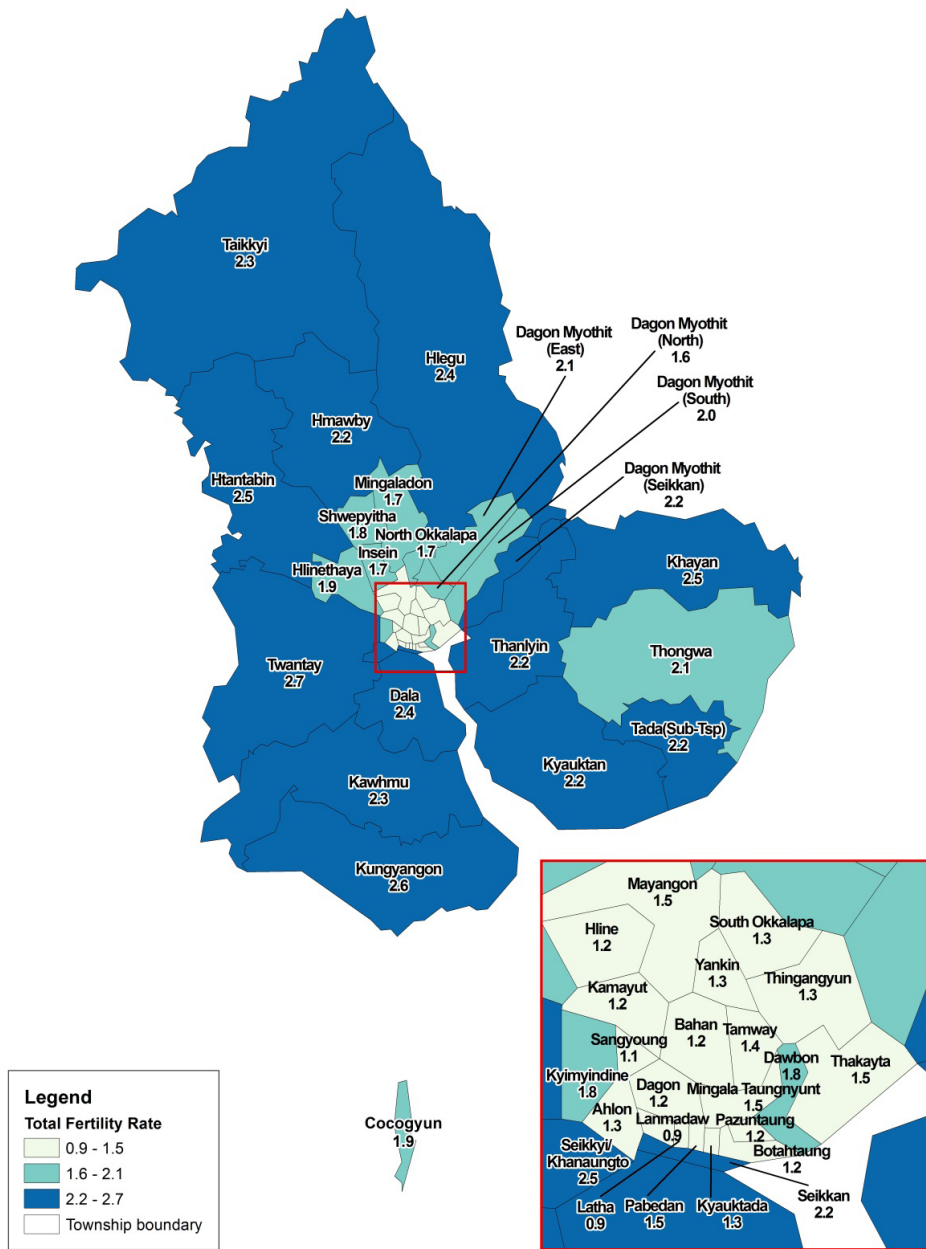 Taikkyi
2.3
Hlegu
2.4
Dagon Myothit
(East)
2.1
Dagon Myothit
(North)
1.6
Dagon Myothit
(South)
2.0
Dagon Myothit
(Seikkan)
2.2
Hmawby
2.2
Htantabin
2.5
Mingaladon
1.7
Shwepyitha
1.8
North Okkalapa
1.7
Insein
1.7
Hlinethaya
1.9
Khayan
2.5
Thongwa
2.1
Thanlyin
2.2
Twantay
2.7
Dala
2.4
Tada(Sub-Tsp)
2.2
Kyauktan
2.2
Kawhmu
2.3
Kungyangon
2.6
Cocogyun
1.9
Mayangon
1.5
South Okkalapa
1.3
Hline
1.2
Yankin
1.3
Thingangyun
1.3
Kamayut
1.2
Bahan
1.2
Tamway
1.4
Sangyoung
1.1
Dawbon
1.8
Thakayta
1.5
Kyimyindine
1.8
Dagon
1.2
Mingala Taungnyunt
1.5
Ahlon
1.3
Lanmadaw
0.9
Pazuntaung
1.2
Botahtaung
1.2
Seikkyi/
Khanaungto
2.5
Latha
0.9
Pabedan
1.5
Kyauktada
1.3
Seikkan
2.2
Legend
Total Fertility Rate
0.9 - 1.5
1.6 - 2.1
2.2 - 2.7
Township boundary